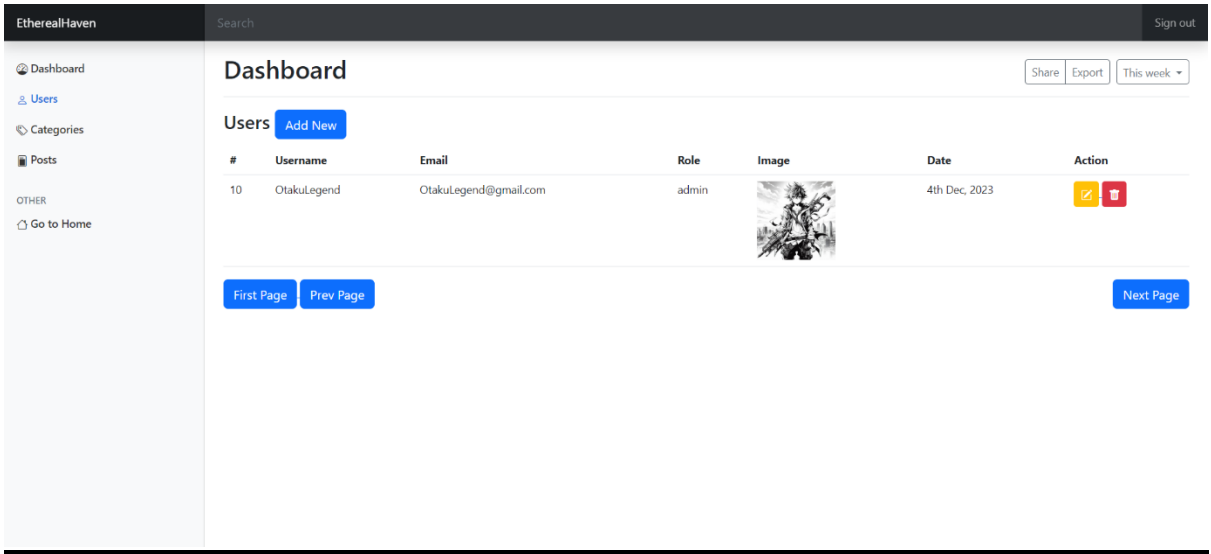 EtherealHaven Search Sign out
Dashboard
Users
Categories
Posts
OTHER
Go to Home
Dashboard Share Export This week
Users Add New
# Username Email Role Image Date Action
10 OtakuLegend OtakuLegend@gmail.com admin 4th Dec, 2023
First Page Prev Page Next Page